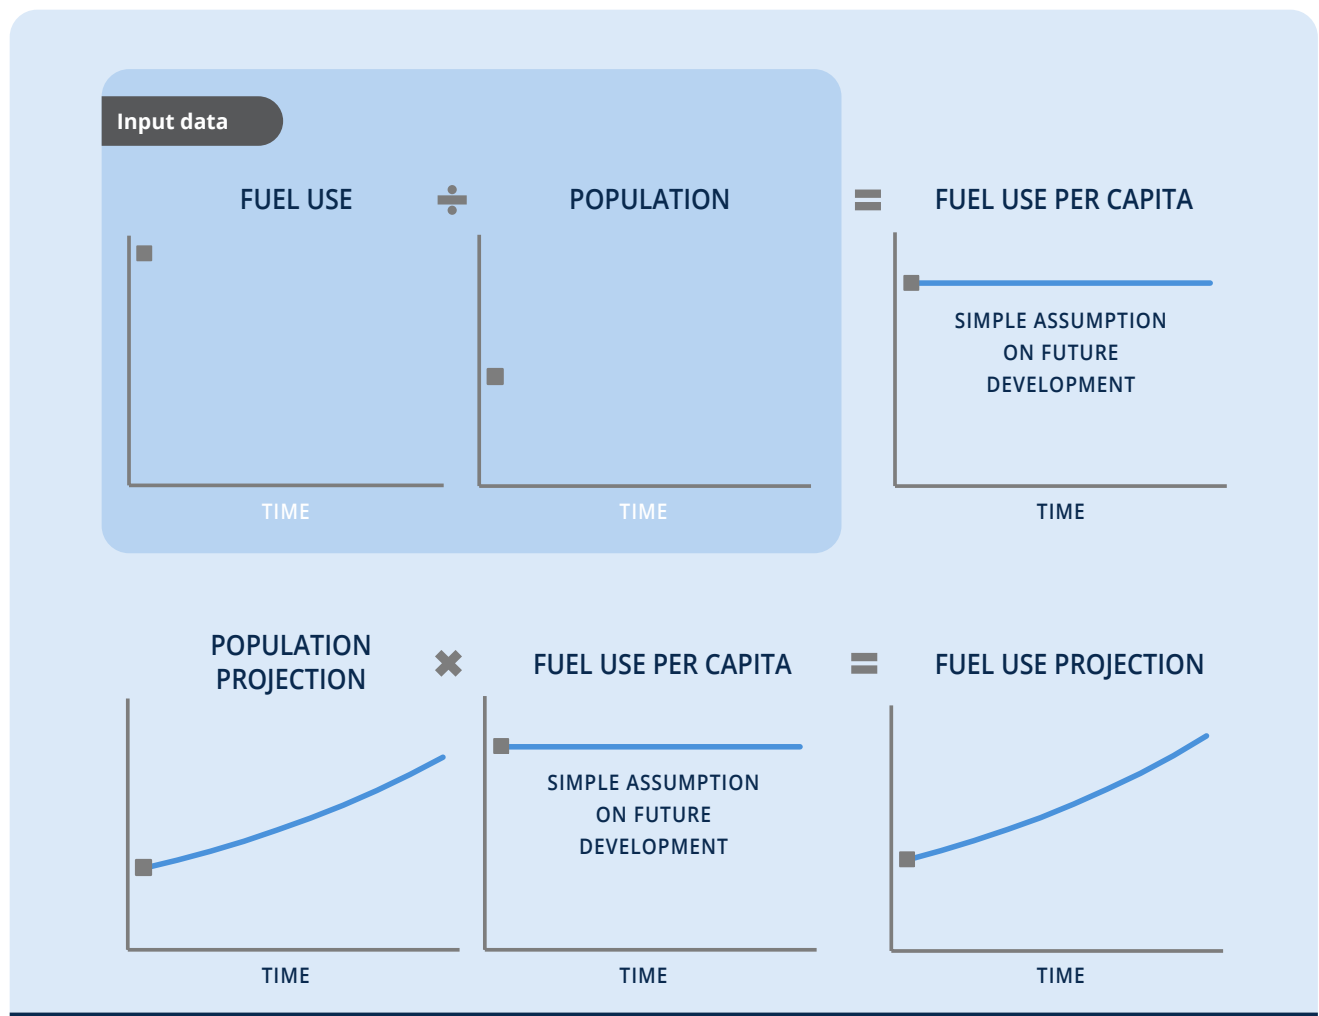 Input data
FUEL USE ÷ POPULATION = FUEL USE PER CAPITA
SIMPLE ASSUMPTION
ON FUTURE
DEVELOPMENT
TIME
TIME
TIME
POPULATION
PROJECTION
✖
FUEL USE PER CAPITA
=
FUEL USE PROJECTION
SIMPLE ASSUMPTION
ON FUTURE
DEVELOPMENT
TIME
TIME
TIME